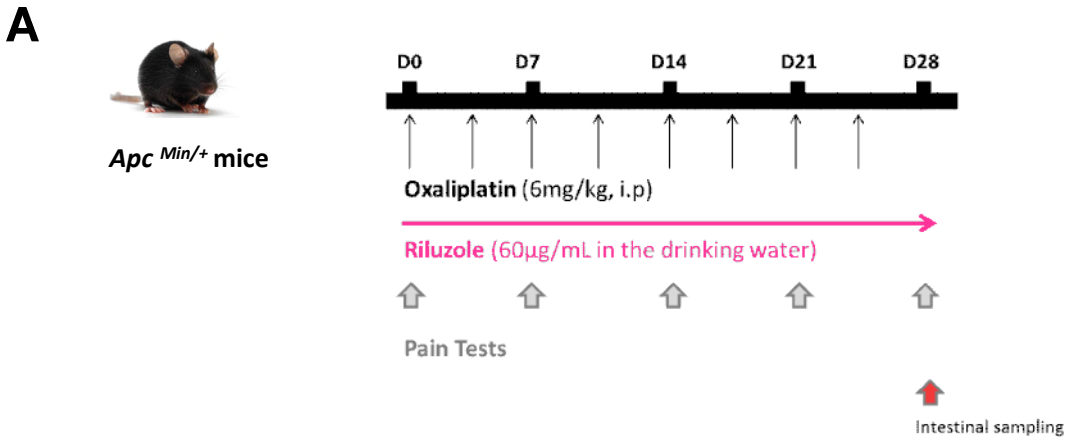 A
D0 D7 D14 D21 D28
Apc Min/+ mice
Oxaliplatin (6mg/kg, i.p)
Riluzole (60µg/mL in the drinking water)
Pain Tests
Intestinal sampling